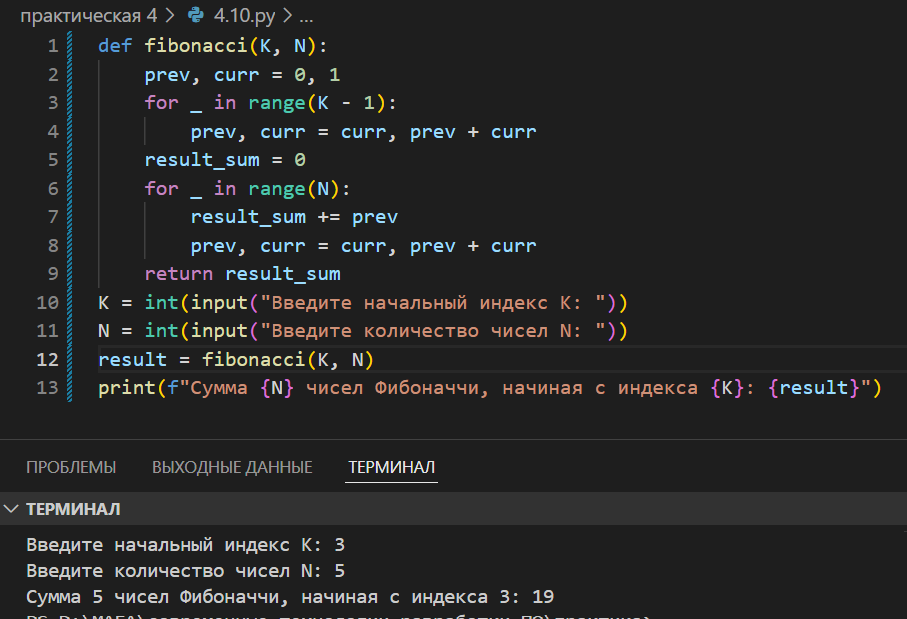 практическая 4 > 4.10.py > ...
1 def fibonacci(K, N):
2     prev, curr = 0, 1
3     for _ in range(K - 1):
4         prev, curr = curr, prev + curr
5     result_sum = 0
6     for _ in range(N):
7         result_sum += prev
8         prev, curr = curr, prev + curr
9     return result_sum
10 K = int(input("Введите начальный индекс K: "))
11 N = int(input("Введите количество чисел N: "))
12 result = fibonacci(K, N)
13 print(f"Сумма {N} чисел Фибоначчи, начиная с индекса {K}: {result}")
ПРОБЛЕМЫ ВЫХОДНЫЕ ДАННЫЕ ТЕРМИНАЛ
ТЕРМИНАЛ
Введите начальный индекс K: 3
Введите количество чисел N: 5
Сумма 5 чисел Фибоначчи, начиная с индекса 3: 19